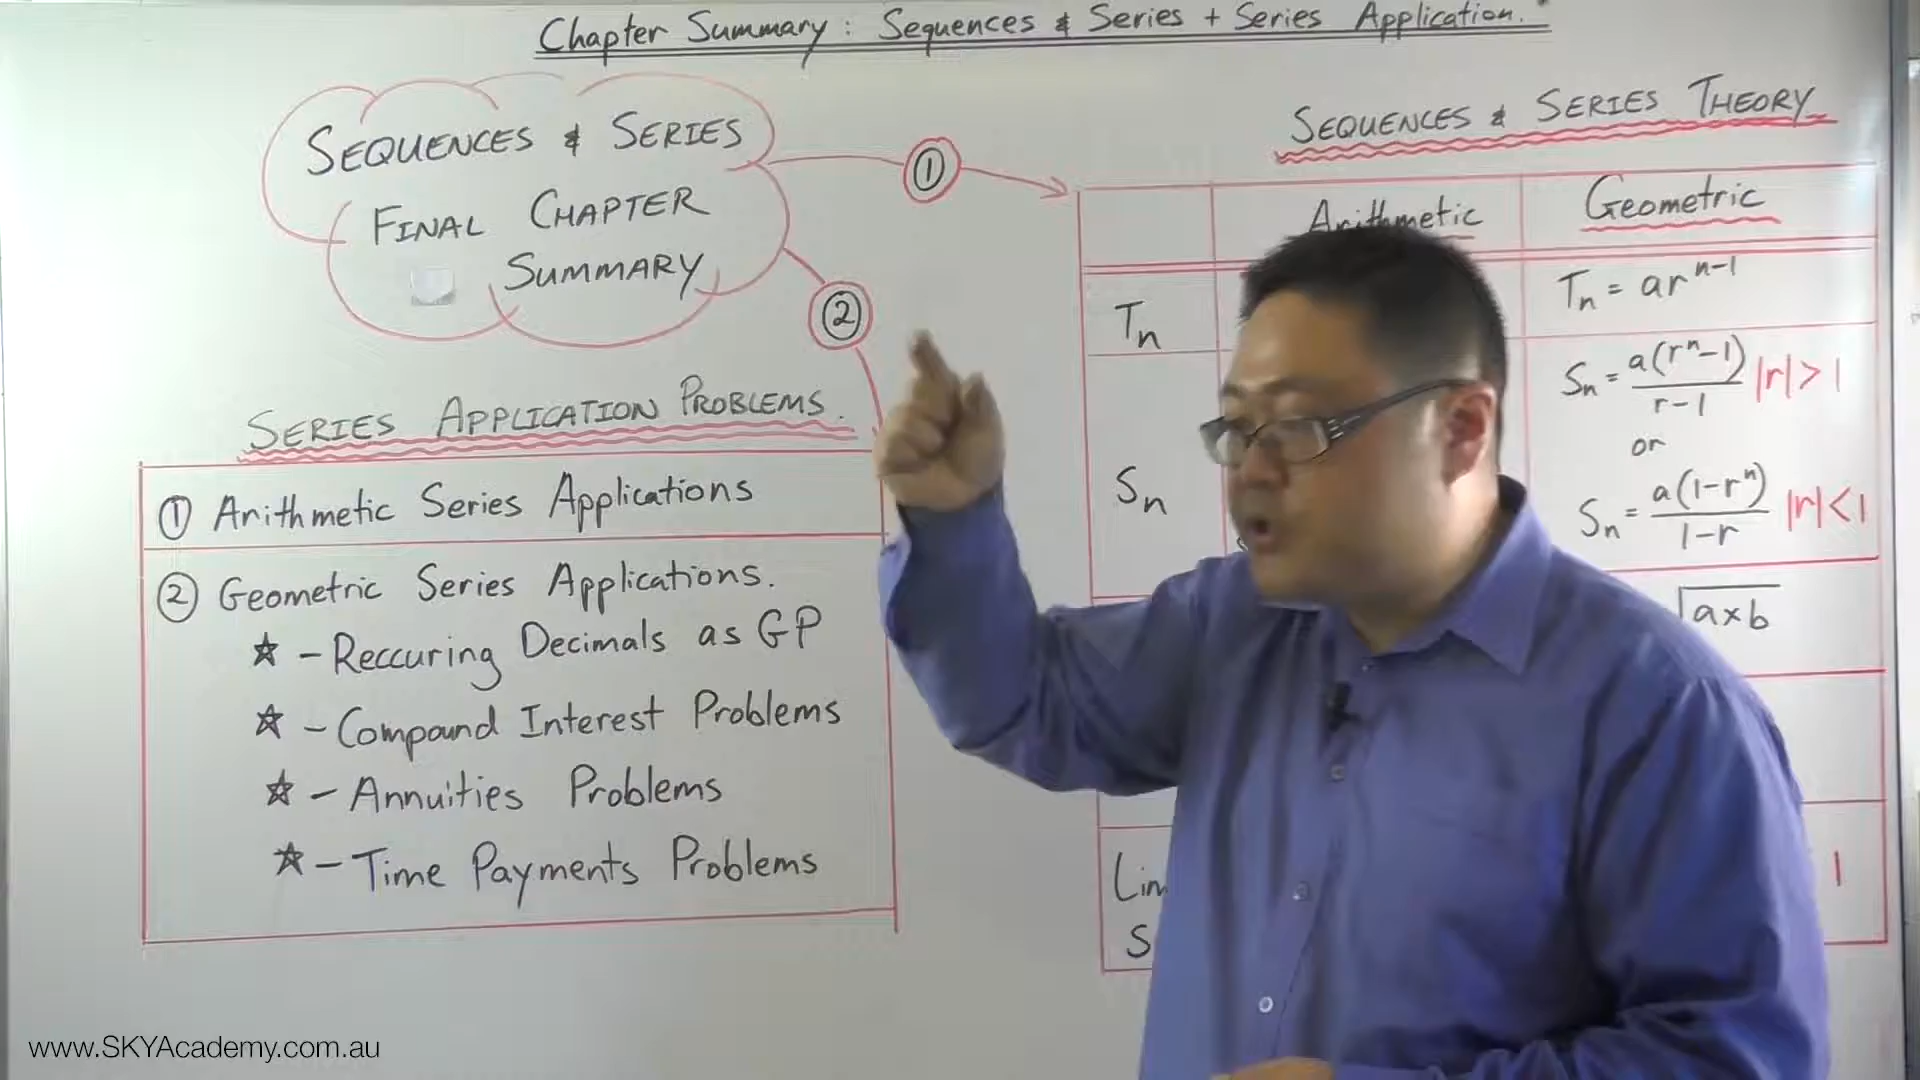 Chapter Summary: Sequences & Series + Series Application.
SEQUENCES & SERIES
FINAL CHAPTER
SUMMARY
①
②
SERIES APPLICATION PROBLEMS.
① Arithmetic Series Applications
② Geometric Series Applications.
☆ - Reccuring Decimals as GP
☆ - Compound Interest Problems
☆ - Annuities Problems
☆ - Time Payments Problems
SEQUENCES & SERIES THEORY
Arithmetic Geometric
Tn Tn = ar^(n-1)
Sn Sn = a(r^n-1)/(r-1) |r|>1
or
Sn = a(1-r^n)/(1-r) |r|<1
√(a×b)
Lim 1
S
www.SKYAcademy.com.au